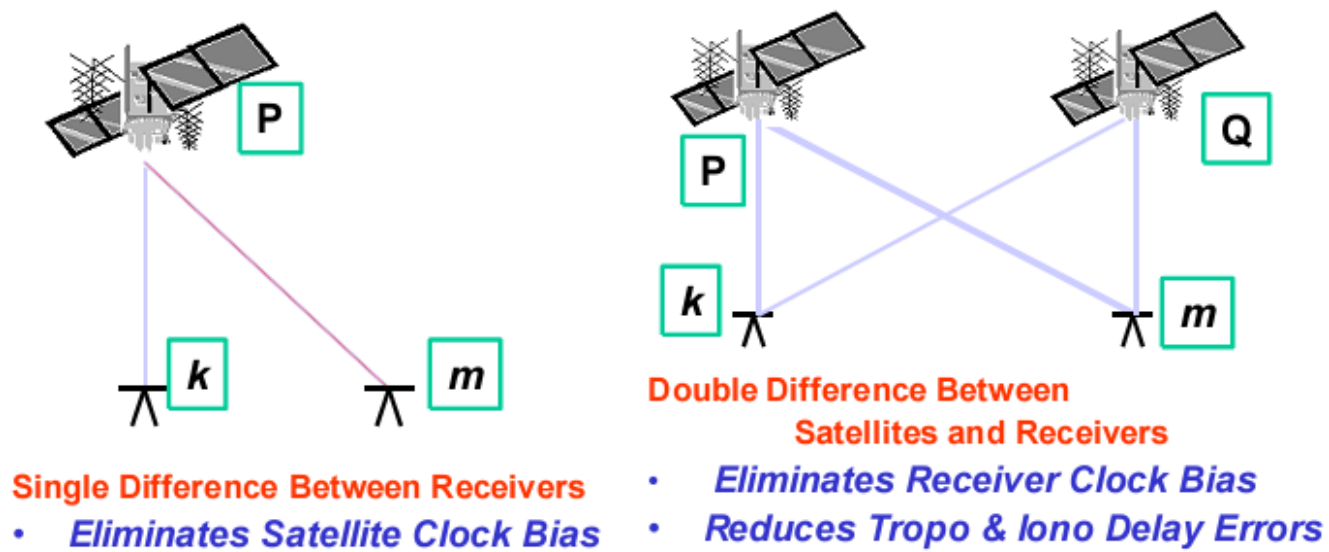 P
k
m
Single Difference Between Receivers
• Eliminates Satellite Clock Bias
P
Q
k
m
Double Difference Between
Satellites and Receivers
• Eliminates Receiver Clock Bias
• Reduces Tropo & Iono Delay Errors